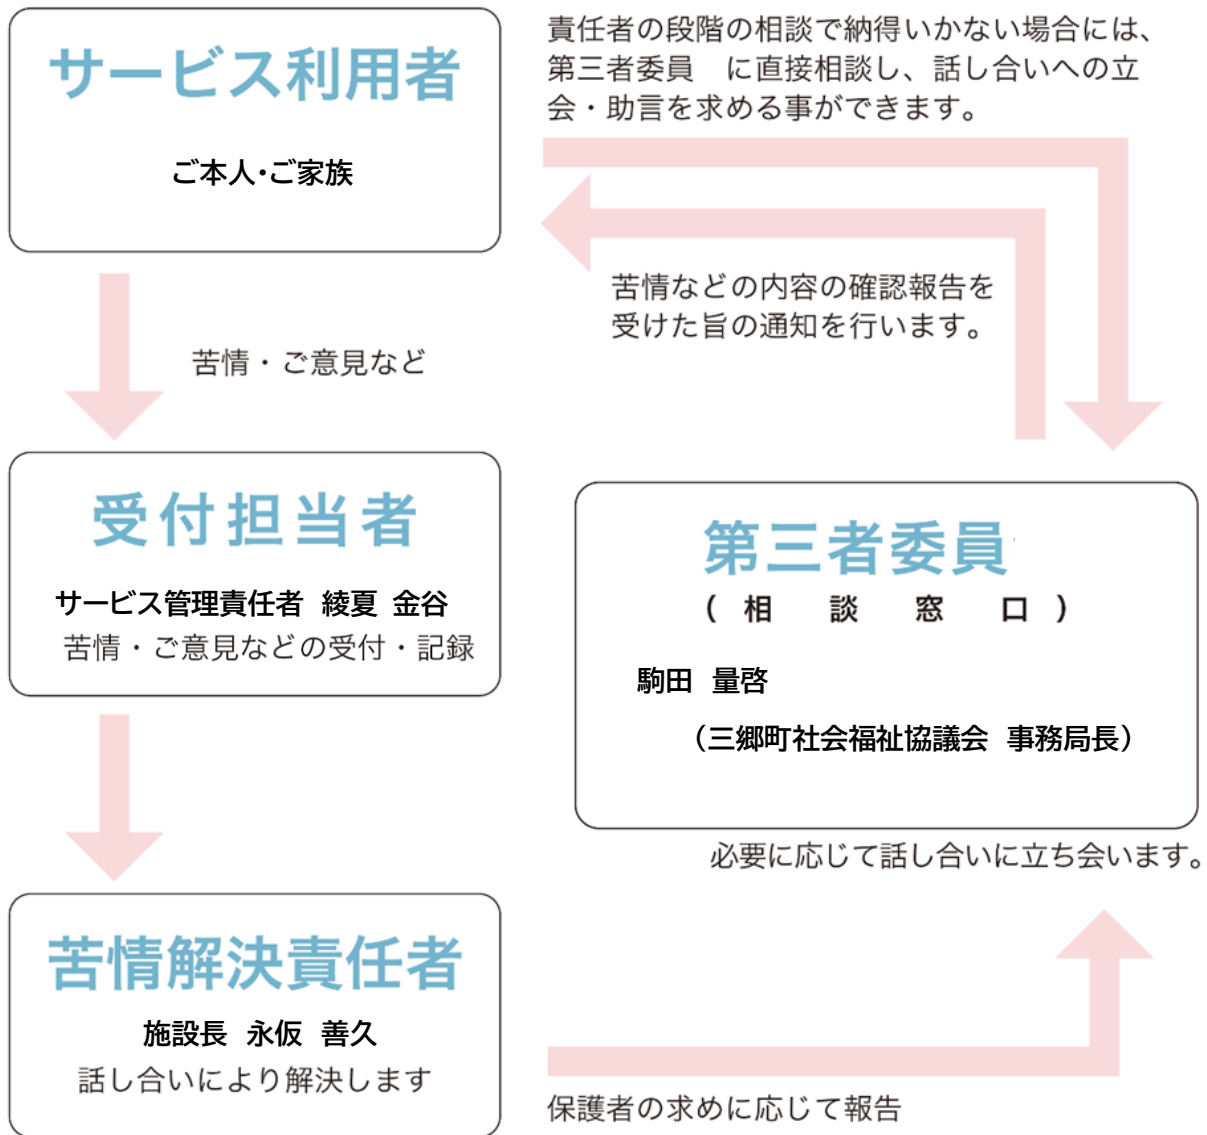 サービス利用者
ご本人・ご家族
責任者の段階の相談で納得いかない場合には、
第三者委員　に直接相談し、話し合いへの立
会・助言を求める事ができます。
苦情などの内容の確認報告を
受けた旨の通知を行います。
苦情・ご意見など
受付担当者
サービス管理責任者　綾夏　金谷
苦情・ご意見などの受付・記録
第三者委員
（相　談　窓　口）
駒田　量啓
（三郷町社会福祉協議会　事務局長）
必要に応じて話し合いに立ち会います。
苦情解決責任者
施設長　永仮　善久
話し合いにより解決します
保護者の求めに応じて報告